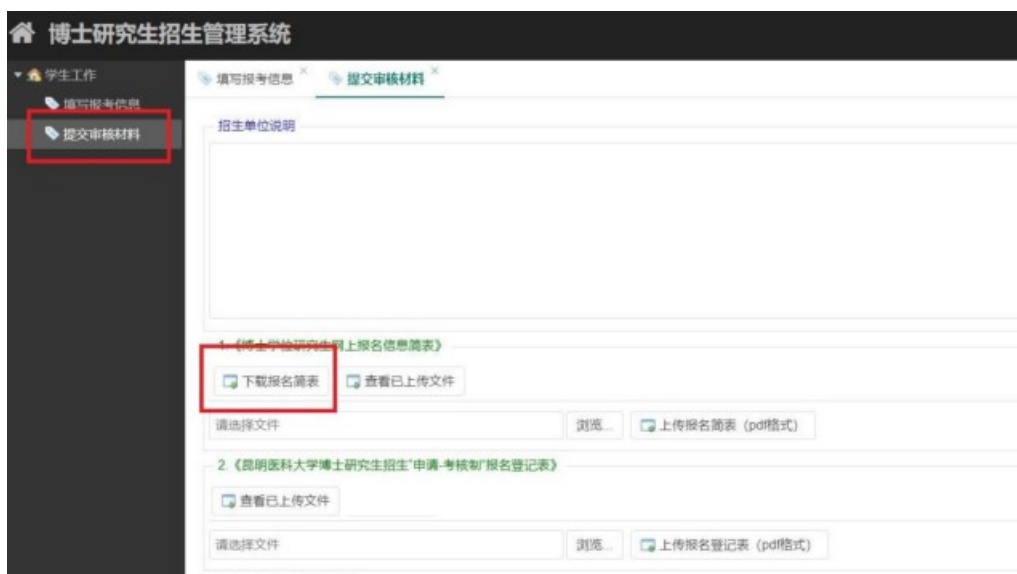 博士研究生招生管理系统
学生工作
填写报考信息
提交审核材料
填写报考信息 提交审核材料
招生单位说明
1.《博士学位研究生网上报名信息简表》
下载报名简表 查看已上传文件
请选择文件 浏览... 上传报名简表（pdf格式）
2.《昆明医科大学博士研究生招生"申请-考核制"报名登记表》
查看已上传文件
请选择文件 浏览... 上传报名登记表（pdf格式）